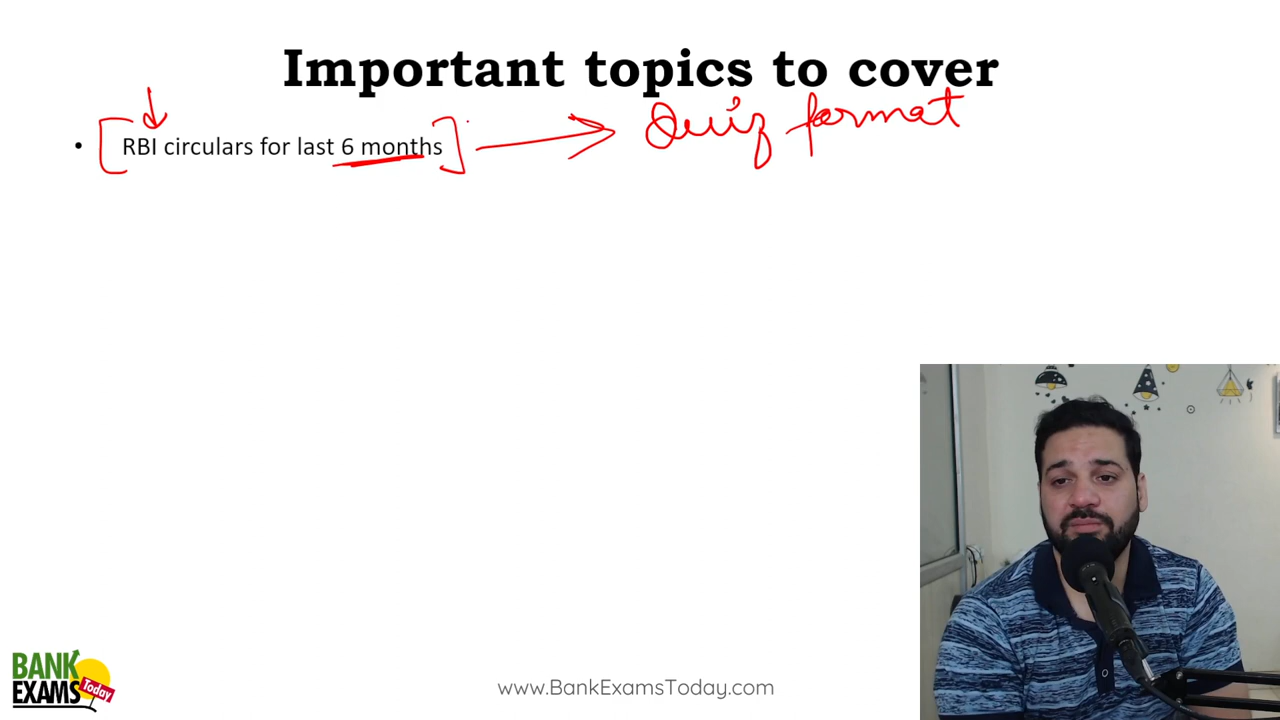 Important topics to cover
• RBI circulars for last 6 months
Quiz format
BANK
EXAMS
Today
www.BankExamsToday.com